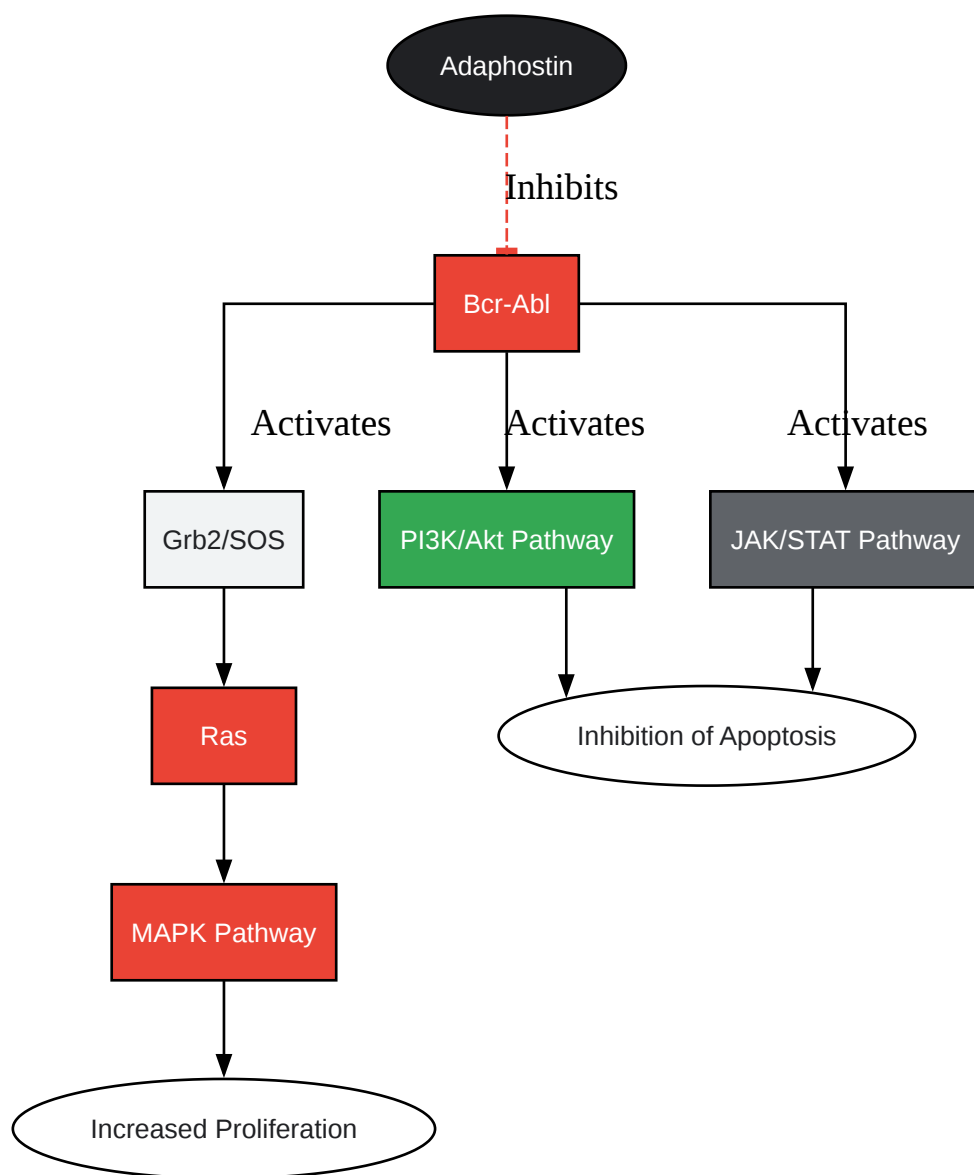 Adaphostin
Inhibits
Bcr-Abl
Activates
Activates
Activates
Grb2/SOS
PI3K/Akt Pathway
JAK/STAT Pathway
Ras
Inhibition of Apoptosis
MAPK Pathway
Increased Proliferation